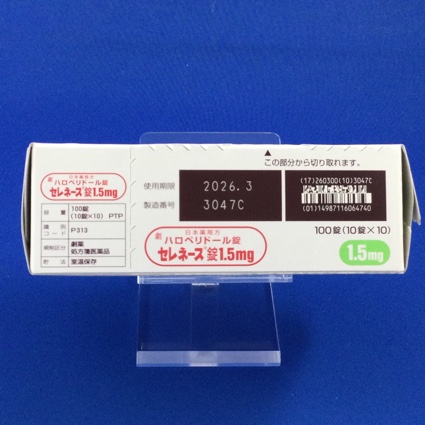 ▲
この部分から切り取れます。
劇
日本薬局方
ハロペリドール錠
セレネース®錠1.5mg
容量 100錠 (10錠×10) PTP
識別コード P313
規制区分 劇薬 処方箋医薬品
貯法 室温保存
使用期限 2026.3
製造番号 3047C
(17)260300(10)3047C
(01)14987116064740
劇
日本薬局方
ハロペリドール錠
セレネース®錠1.5mg
100錠(10錠×10)
1.5mg